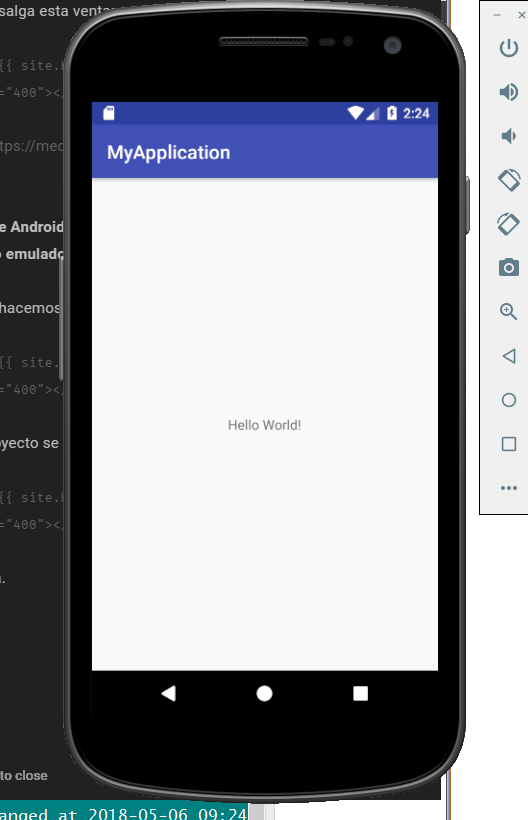 salga esta venta
{{ site.
="400"><
tps://med
2:24
MyApplication
e Android
emulado
hacemos
{{ site.
="400"></
Hello World!
oyecto se
{{ site.
="400"></
to close
anged at 2018-05-06 09:24